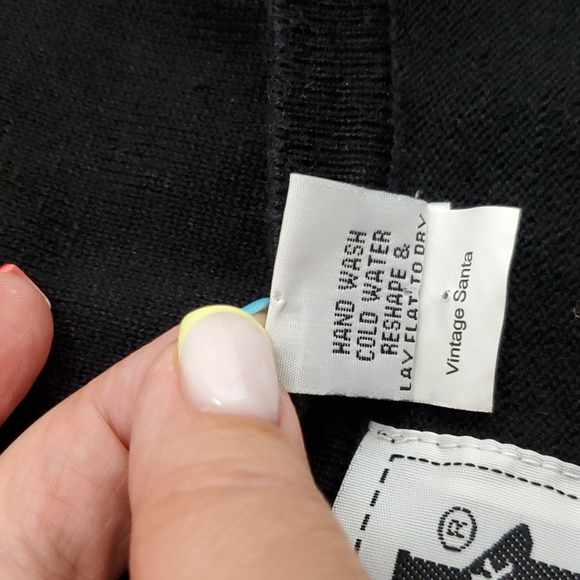 HAND WASH
COLD WATER
RESHAPE &
LAY FLAT TO DRY
Vintage Santa
®